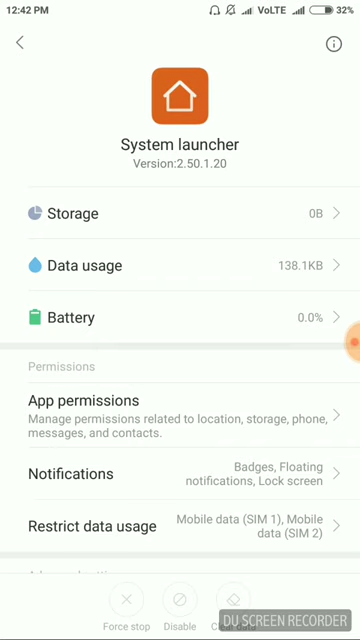 12:42 PM VoLTE 32%
System launcher
Version:2.50.1.20
Storage 0B
Data usage 138.1KB
Battery 0.0%
Permissions
App permissions
Manage permissions related to location, storage, phone,
messages, and contacts.
Notifications
Badges, Floating
notifications, Lock screen
Restrict data usage
Mobile data (SIM 1), Mobile
data (SIM 2)
Force stop Disable Clear data
DU SCREEN RECORDER